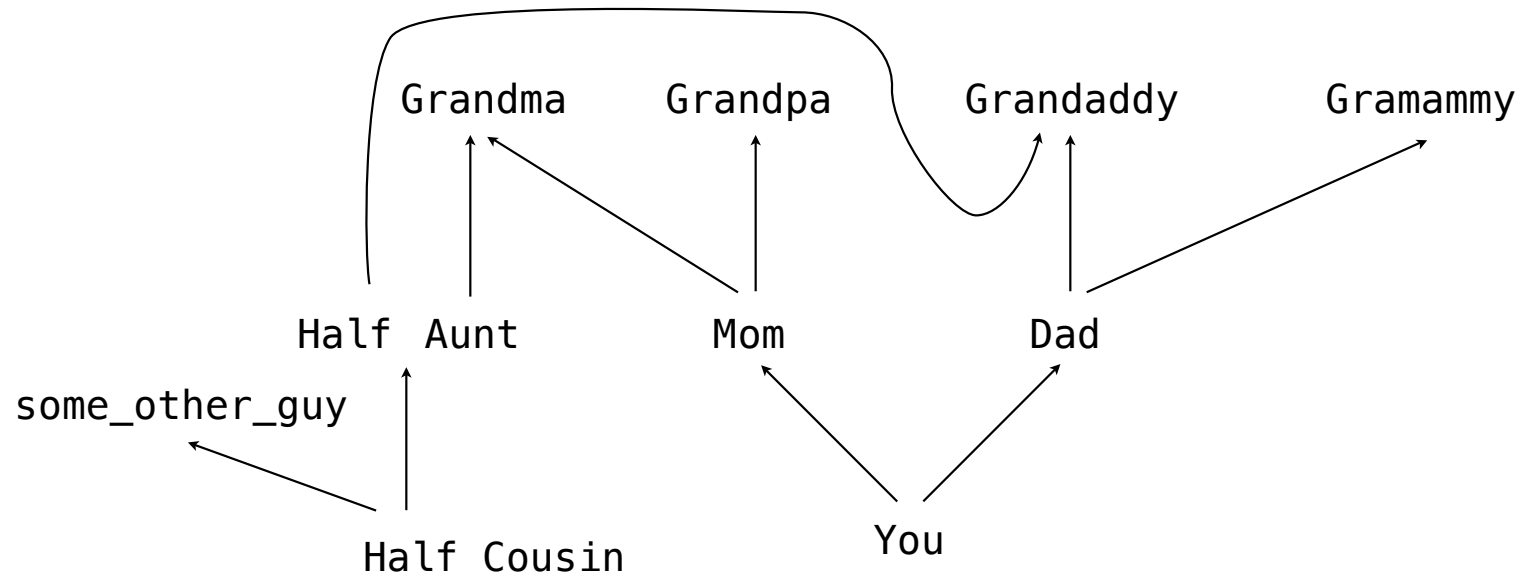 Grandma Grandpa Grandaddy Gramammy
Half Aunt Mom Dad
some_other_guy
You
Half Cousin